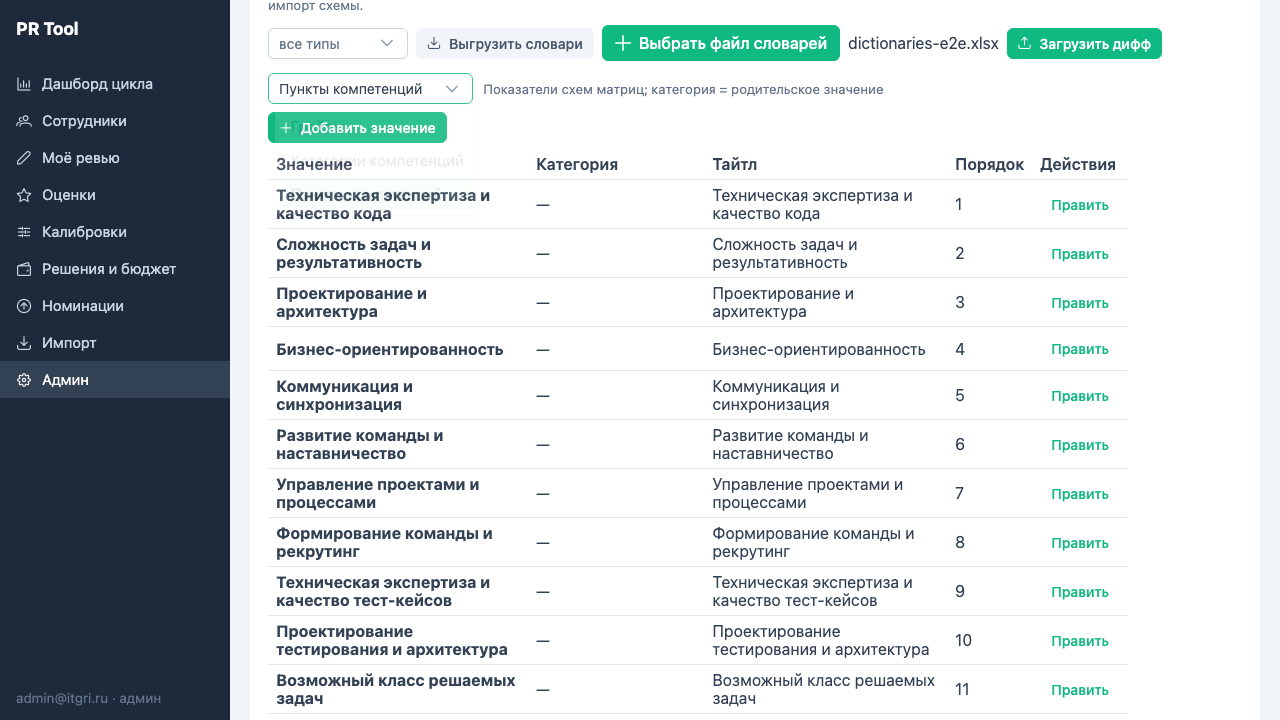 PR Tool
Дашборд цикла
Сотрудники
Моё ревью
Оценки
Калибровки
Решения и бюджет
Номинации
Импорт
Админ
admin@itgri.ru · админ
импорт схемы.
все типы
Выгрузить словари
Выбрать файл словарей
dictionaries-e2e.xlsx
Загрузить дифф
Пункты компетенций
Показатели схем матриц; категория = родительское значение
Добавить значение
Значение
Категория
Тайтл
Порядок
Действия
Техническая экспертиза и
качество кода
—
Техническая экспертиза и
качество кода
1
Править
Сложность задач и
результативность
—
Сложность задач и
результативность
2
Править
Проектирование и
архитектура
—
Проектирование и
архитектура
3
Править
Бизнес-ориентированность
—
Бизнес-ориентированность
4
Править
Коммуникация и
синхронизация
—
Коммуникация и
синхронизация
5
Править
Развитие команды и
наставничество
—
Развитие команды и
наставничество
6
Править
Управление проектами и
процессами
—
Управление проектами и
процессами
7
Править
Формирование команды и
рекрутинг
—
Формирование команды и
рекрутинг
8
Править
Техническая экспертиза и
качество тест-кейсов
—
Техническая экспертиза и
качество тест-кейсов
9
Править
Проектирование
тестирования и архитектура
—
Проектирование
тестирования и архитектура
10
Править
Возможный класс решаемых
задач
—
Возможный класс решаемых
задач
11
Править